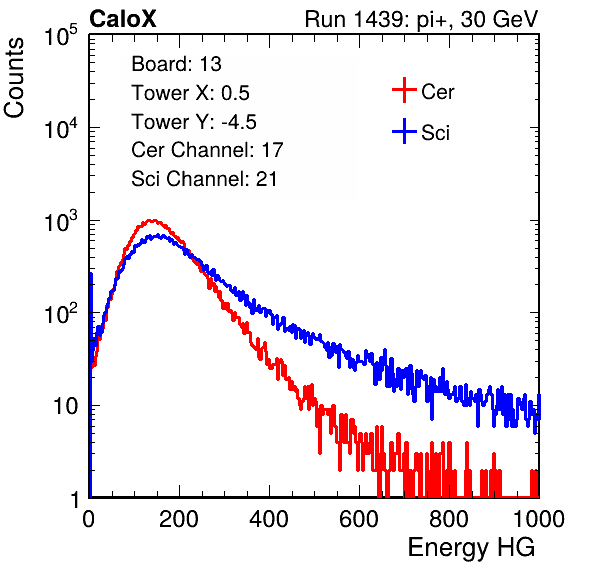 CaloX Run 1439: pi+, 30 GeV
Counts
10^5
10^4
10^3
10^2
10
1
Board: 13
Tower X: 0.5
Tower Y: -4.5
Cer Channel: 17
Sci Channel: 21
Cer
Sci
0 200 400 600 800 1000
Energy HG